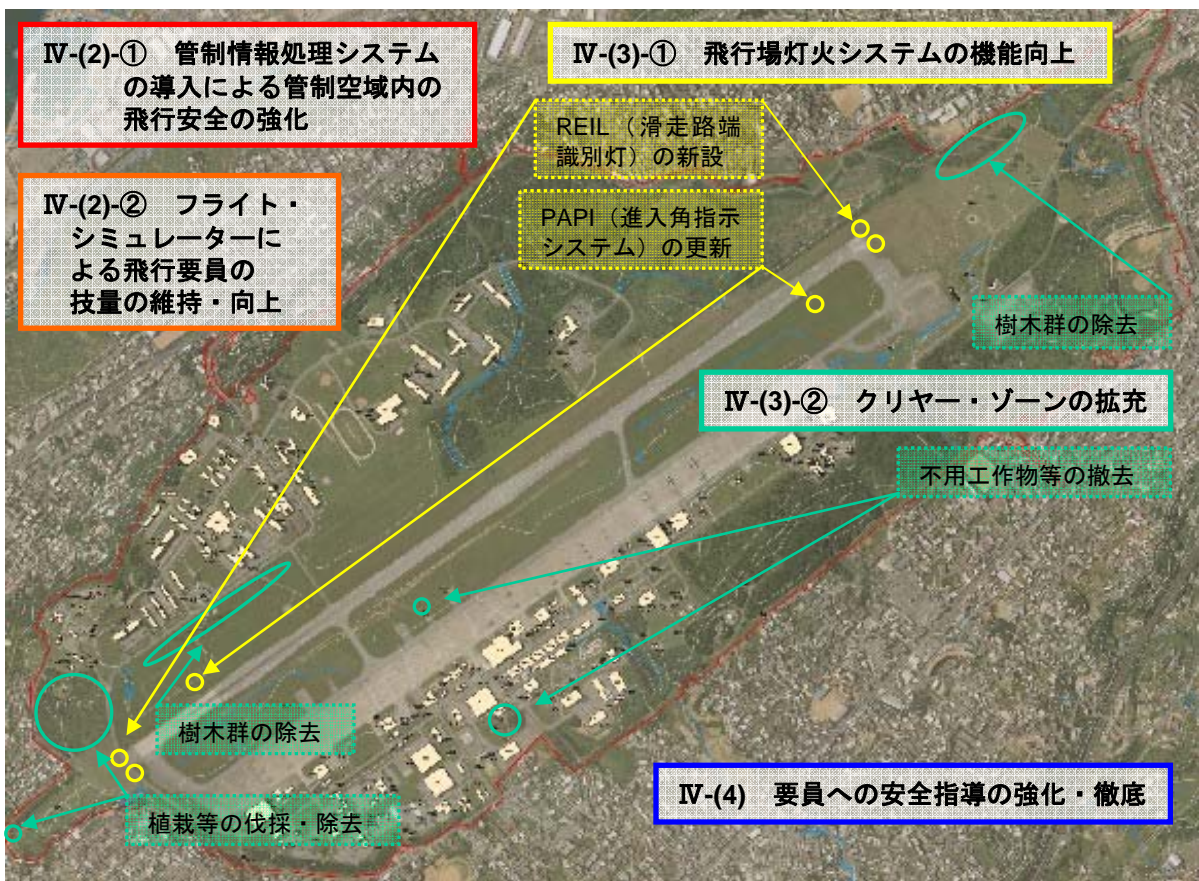 Ⅳ-(2)-① 管制情報処理システム
の導入による管制空域内の
飛行安全の強化
Ⅳ-(3)-① 飛行場灯火システムの機能向上
REIL（滑走路端
識別灯）の新設
PAPI（進入角指示
システム）の更新
Ⅳ-(2)-② フライト・
シミュレーターに
よる飛行要員の
技量の維持・向上
樹木群の除去
Ⅳ-(3)-② クリヤー・ゾーンの拡充
不用工作物等の撤去
樹木群の除去
植栽等の伐採・除去
Ⅳ-(4) 要員への安全指導の強化・徹底